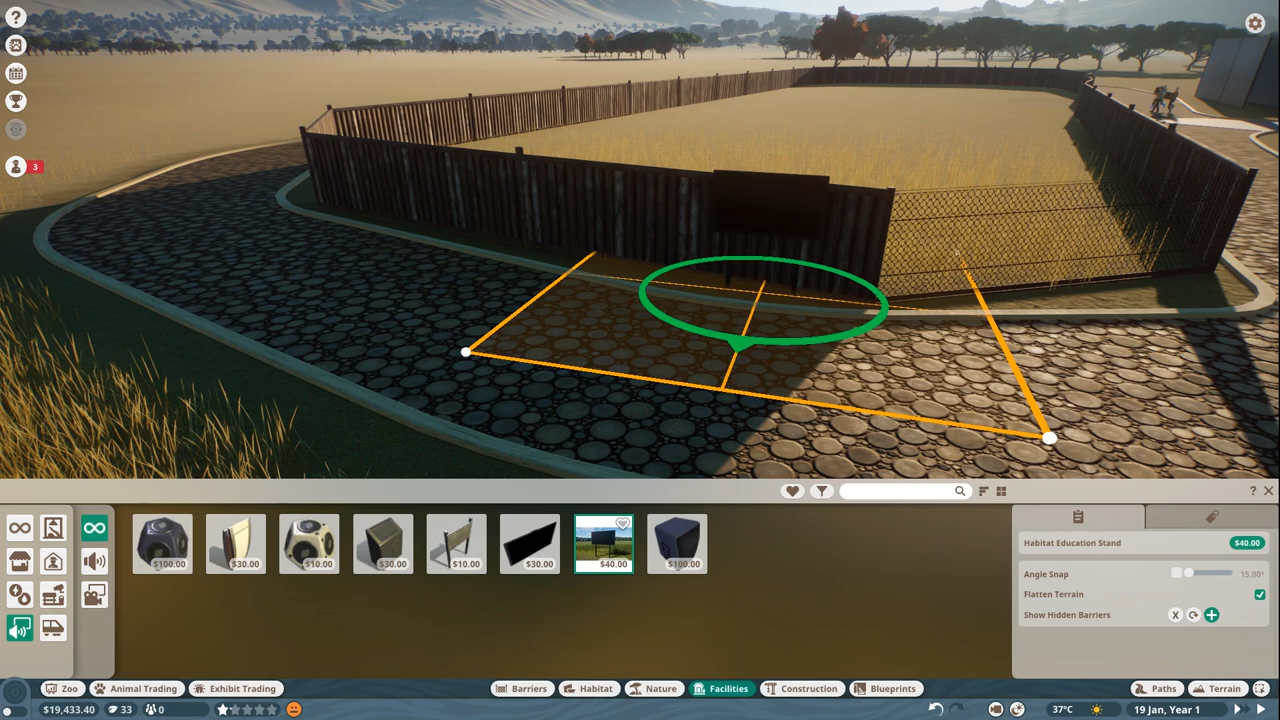 ?
3
$100.00
$30.00
$10.00
$30.00
$10.00
$30.00
$40.00
$100.00
?
Habitat Education Stand $40.00
Angle Snap 15.00°
Flatten Terrain
Show Hidden Barriers X
Zoo Animal Trading Exhibit Trading Barriers Habitat Nature Facilities Construction Blueprints Paths Terrain
$19,433.40 33 0 37°C 19 Jan, Year 1